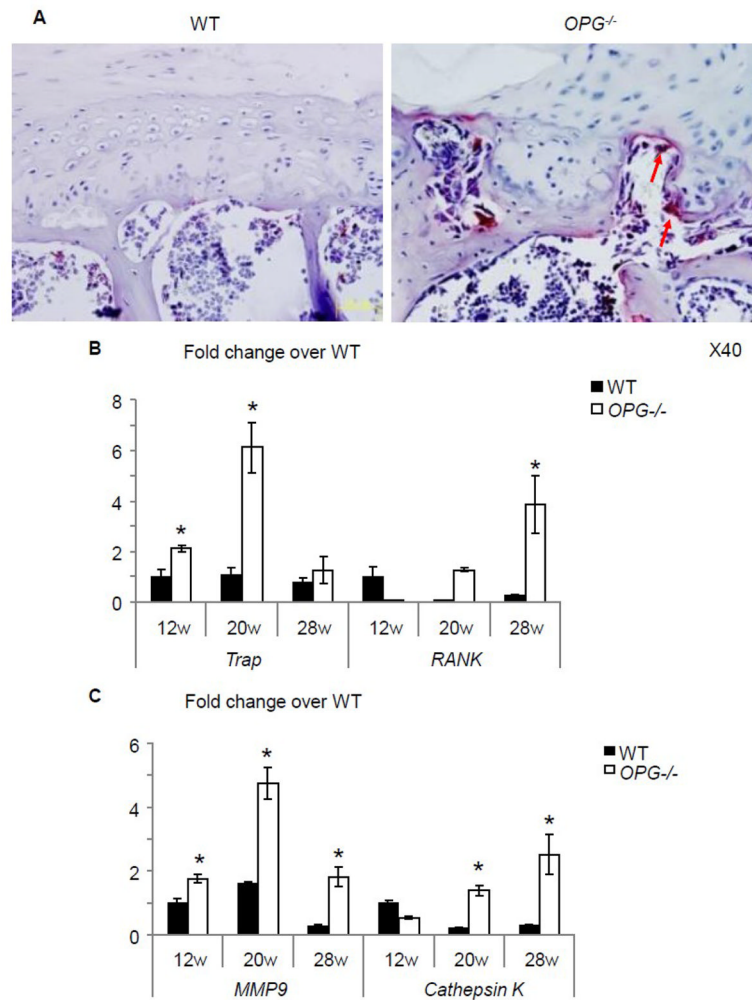 A
WT
OPG-/-
X40
B
Fold change over WT
WT
OPG-/-
8
6
4
2
0
12W 20W 28W 12W 20W 28W
Trap RANK
* * *
C
Fold change over WT
WT
OPG-/-
6
4
2
0
12W 20W 28W 12W 20W 28W
MMP9 Cathepsin K
* * * * *